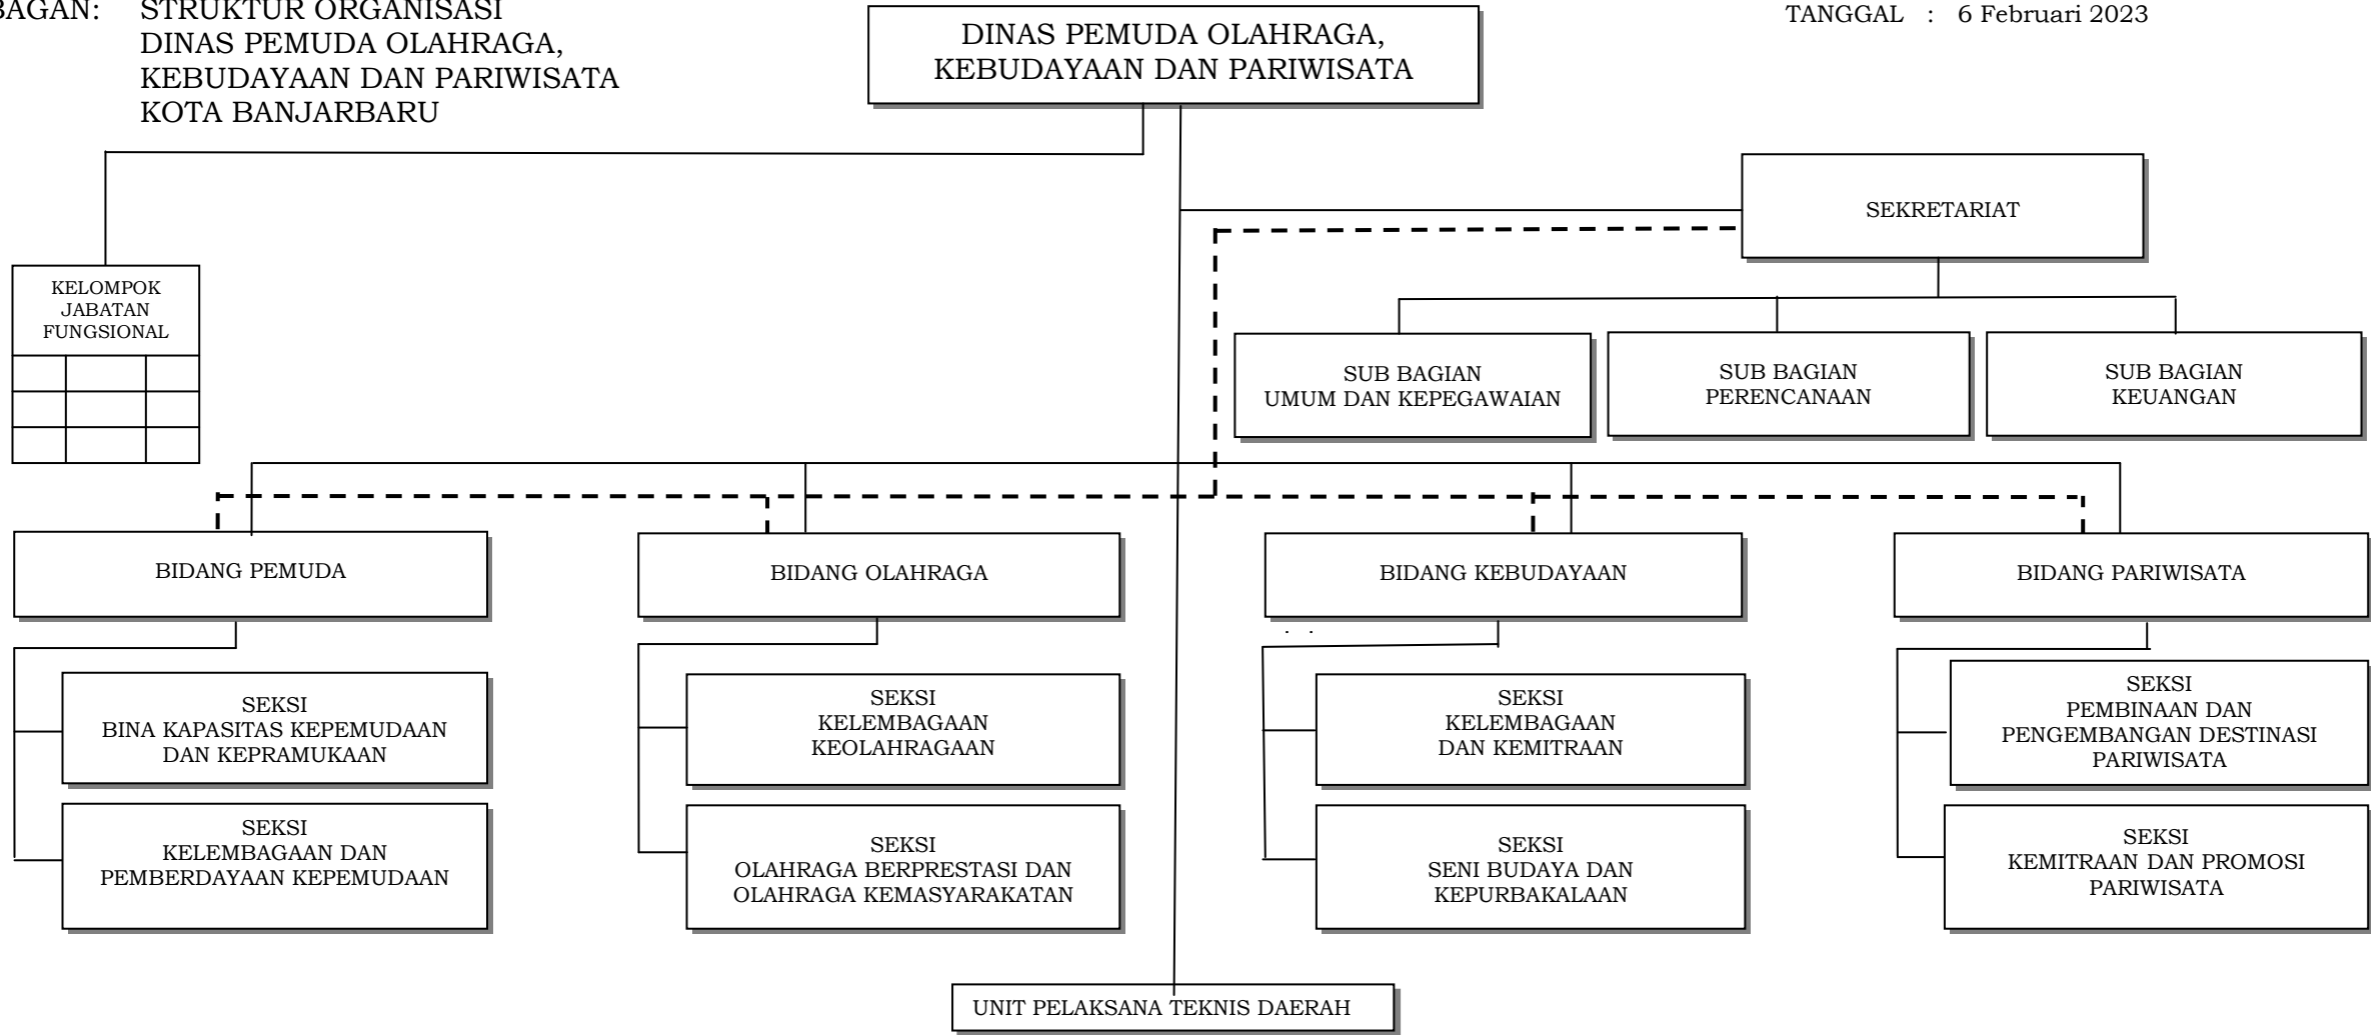 BAGAN: STRUKTUR ORGANISASI
DINAS PEMUDA OLAHRAGA,
KEBUDAYAAN DAN PARIWISATA
KOTA BANJARBARU
DINAS PEMUDA OLAHRAGA,
KEBUDAYAAN DAN PARIWISATA
TANGGAL : 6 Februari 2023
SEKRETARIAT
KELOMPOK
JABATAN
FUNGSIONAL
SUB BAGIAN
UMUM DAN KEPEGAWAIAN
SUB BAGIAN
PERENCANAAN
SUB BAGIAN
KEUANGAN
BIDANG PEMUDA
BIDANG OLAHRAGA
BIDANG KEBUDAYAAN
BIDANG PARIWISATA
SEKSI
BINA KAPASITAS KEPEMUDAAN
DAN KEPRAMUKAAN
SEKSI
KELEMBAGAAN
KEOLAHRAGAAN
SEKSI
KELEMBAGAAN
DAN KEMITRAAN
SEKSI
PEMBINAAN DAN
PENGEMBANGAN DESTINASI
PARIWISATA
SEKSI
KELEMBAGAAN DAN
PEMBERDAYAAN KEPEMUDAAN
SEKSI
OLAHRAGA BERPRESTASI DAN
OLAHRAGA KEMASYARAKATAN
SEKSI
SENI BUDAYA DAN
KEPURBAKALAAN
SEKSI
KEMITRAAN DAN PROMOSI
PARIWISATA
UNIT PELAKSANA TEKNIS DAERAH